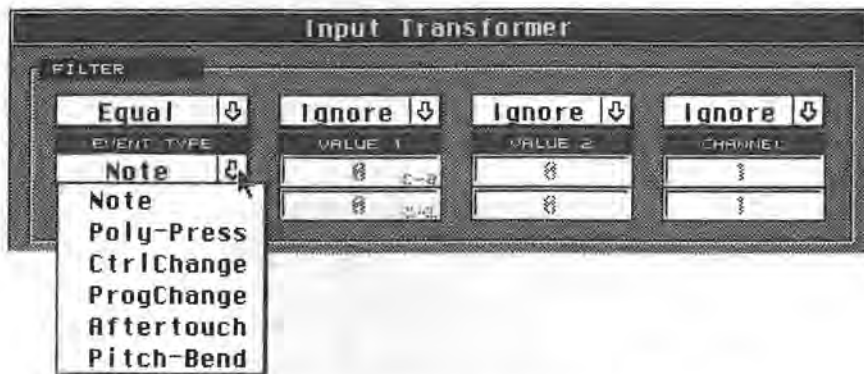 Input Transformer
FILTER
Equal Ignore Ignore Ignore
EVENT TYPE VALUE 1 VALUE 2 CHANNEL
Note 0 0 1
0 0 1
Note
Poly-Press
CtrlChange
ProgChange
Aftertouch
Pitch-Bend